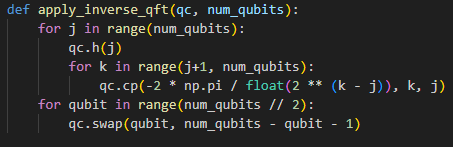 def apply_inverse_qft(qc, num_qubits):
    for j in range(num_qubits):
        qc.h(j)
        for k in range(j+1, num_qubits):
            qc.cp(-2 * np.pi / float(2 ** (k - j)), k, j)
    for qubit in range(num_qubits // 2):
        qc.swap(qubit, num_qubits - qubit - 1)